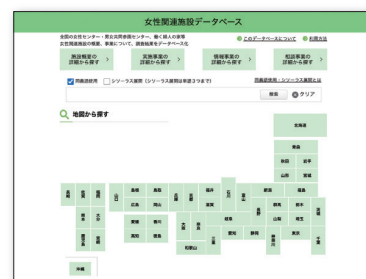 女性関連施設データベース
全国の女性センター・男女共同参画センター、働く婦人の家等
女性関連施設の概要、事業について、調査結果をデータベース化
このデータベースについて 利用方法
施設概要の
詳細から探す
実施事業の
詳細から探す
情報事業の
詳細から探す
相談事業の
詳細から探す
同義語使用 シソーラス展開(シソーラス展開は単語2つまで)
同義語使用・シソーラス展開とは
検索 クリア
地図から探す
北海道
青森
秋田 岩手
山形 宮城
長崎 佐賀 福岡 山口 島根 鳥取 兵庫 京都 福井 石川 富山 新潟 福島
広島 岡山 滋賀 岐阜 長野 群馬 栃木 茨城
熊本 大分 愛媛 香川 大阪 奈良 三重 愛知 静岡 山梨 埼玉 千葉
鹿児島 宮崎 高知 徳島 和歌山 神奈川 東京
沖縄